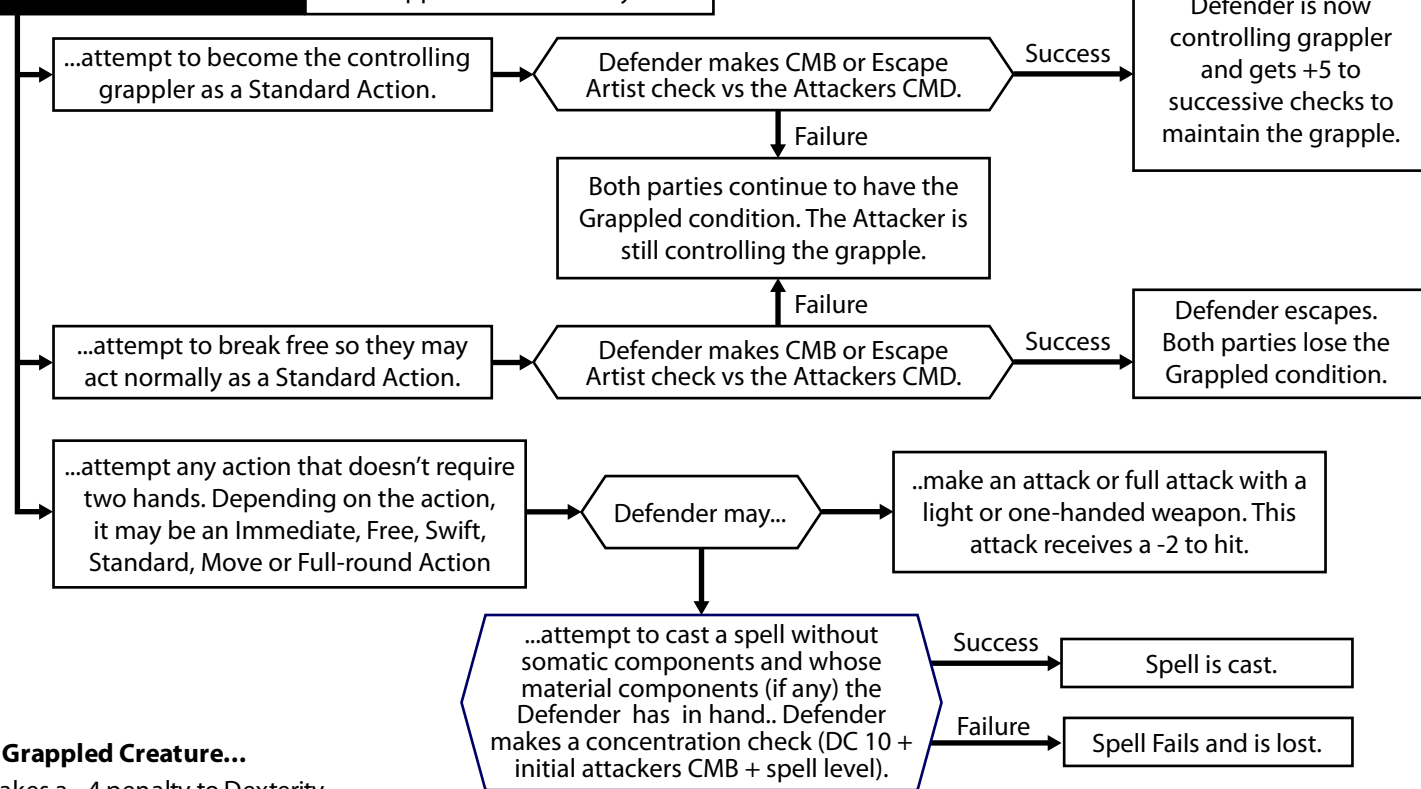 ...attempt to become the controlling
grappler as a Standard Action.
Defender makes CMB or Escape
Artist check vs the Attackers CMD.
Success
Defender is now
controlling grappler
and gets +5 to
successive checks to
maintain the grapple.
Failure
Both parties continue to have the
Grappled condition. The Attacker is
still controlling the grapple.
Failure
...attempt to break free so they may
act normally as a Standard Action.
Defender makes CMB or Escape
Artist check vs the Attackers CMD.
Success
Defender escapes.
Both parties lose the
Grappled condition.
...attempt any action that doesn't require
two hands. Depending on the action,
it may be an Immediate, Free, Swift,
Standard, Move or Full-round Action
Defender may...
..make an attack or full attack with a
light or one-handed weapon. This
attack receives a -2 to hit.
...attempt to cast a spell without
somatic components and whose
material components (if any) the
Defender has in hand.. Defender
makes a concentration check (DC 10 +
initial attackers CMB + spell level).
Success
Spell is cast.
Failure
Spell Fails and is lost.
Grappled Creature...
a -4 penalty to Dexterity